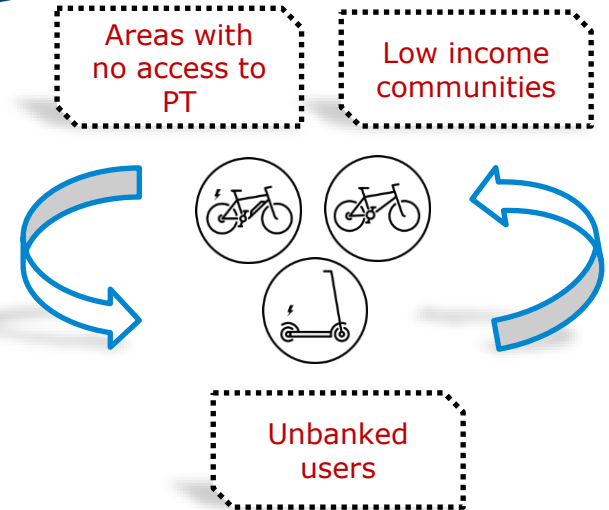 Areas with
no access to
PT
Low income
communities
Unbanked
users